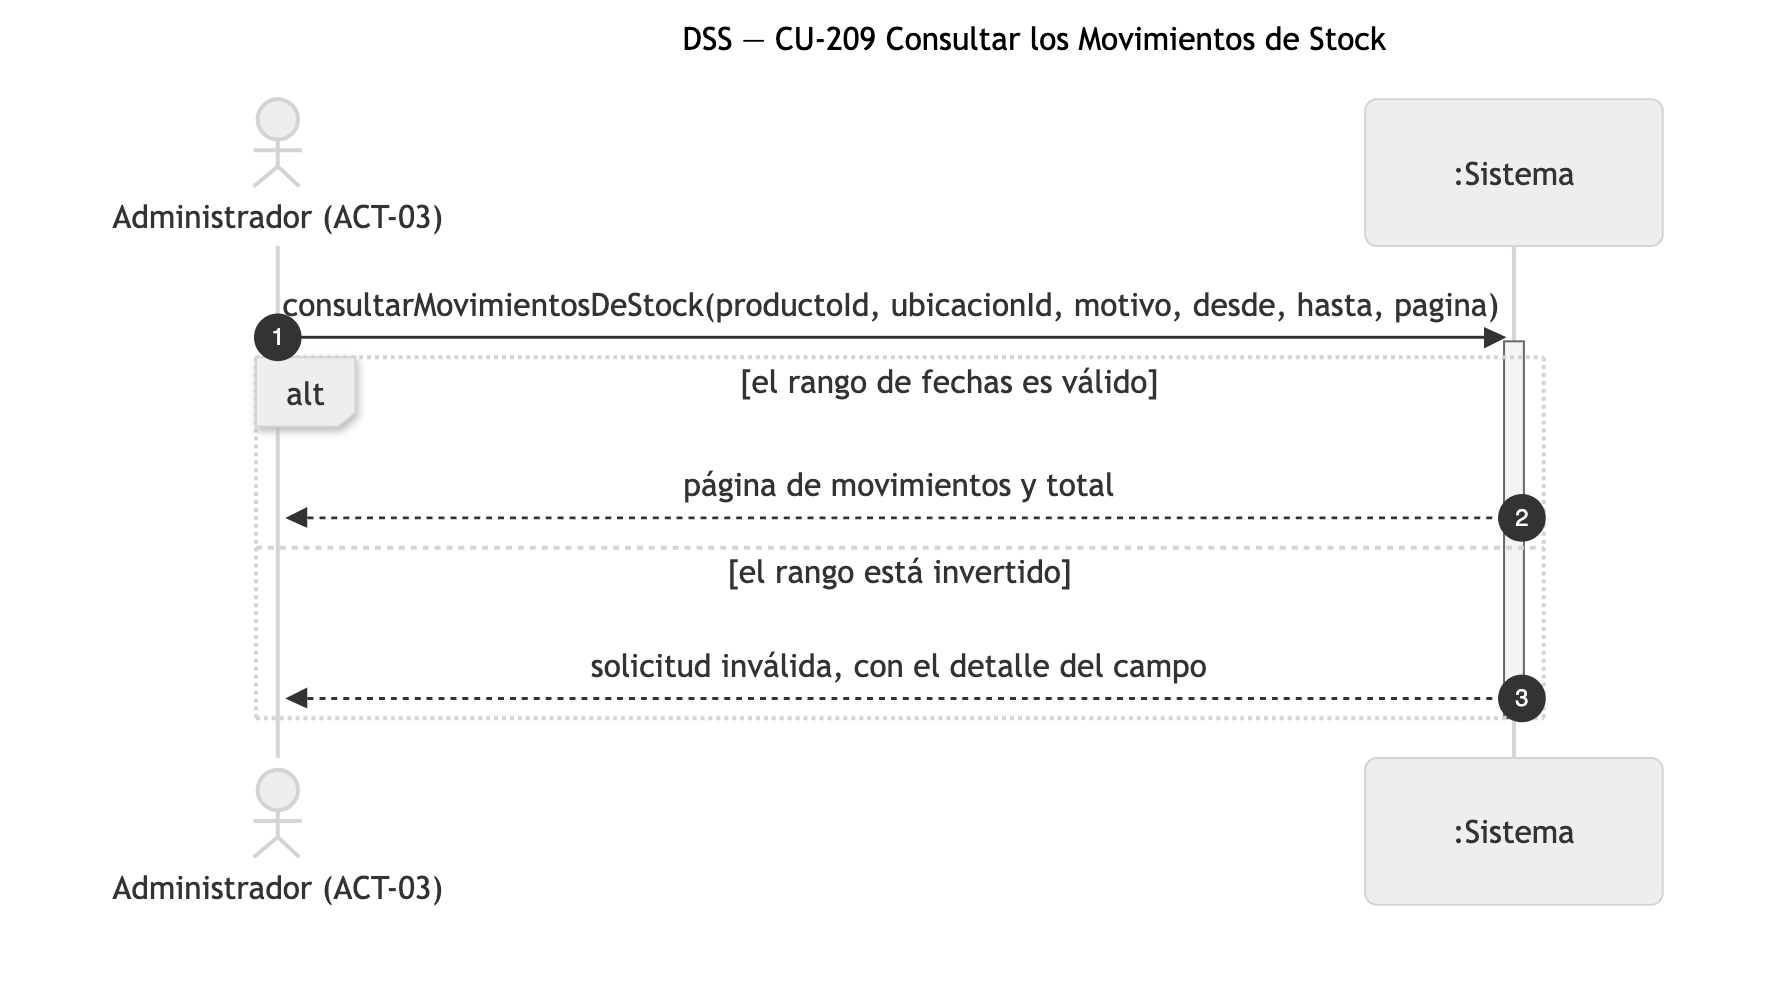 DSS — CU-209 Consultar los Movimientos de Stock
Administrador (ACT-03)
:Sistema
consultarMovimientosDeStock(productoId, ubicacionId, motivo, desde, hasta, pagina)
1
alt
[el rango de fechas es válido]
página de movimientos y total
2
[el rango está invertido]
solicitud inválida, con el detalle del campo
3
Administrador (ACT-03)
:Sistema